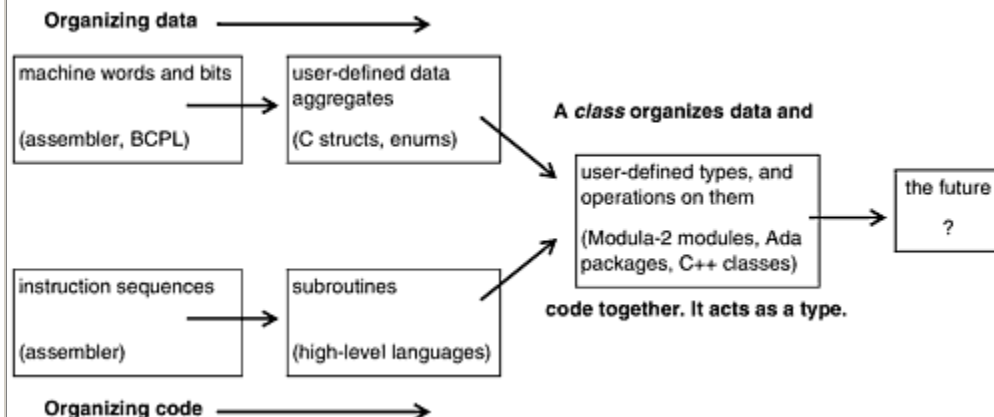 Organizing data
machine words and bits
(assembler, BCPL)
user-defined data
aggregates
(C structs, enums)
A class organizes data and
user-defined types, and
operations on them
(Modula-2 modules, Ada
packages, C++ classes)
code together. It acts as a type.
the future
?
instruction sequences
(assembler)
subroutines
(high-level languages)
Organizing code